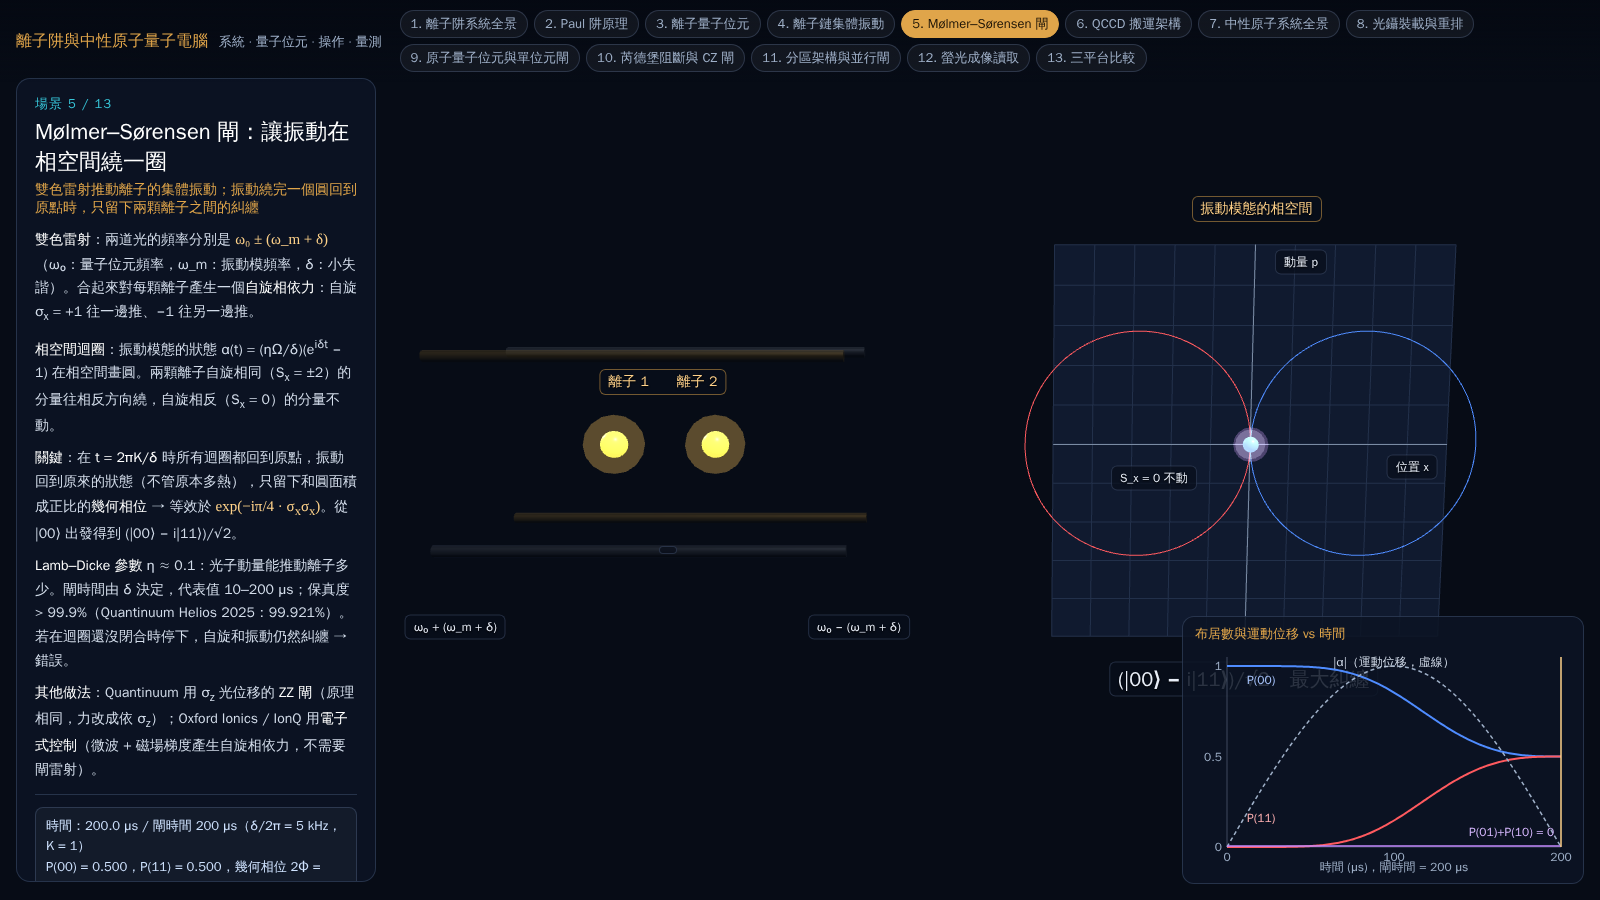 離子阱與中性原子量子電腦 系統 · 量子位元 · 操作 · 量測
1. 離子阱系統全景
2. Paul 阱原理
3. 離子量子位元
4. 離子鏈集體振動
5. Mølmer–Sørensen 閘
6. QCCD 搬運架構
7. 中性原子系統全景
8. 光鑷裝載與重排
9. 原子量子位元與單位元閘
10. 芮德堡阻斷與 CZ 閘
11. 分區架構與並行閘
12. 螢光成像讀取
13. 三平台比較
場景 5 / 13
Mølmer–Sørensen 閘：讓振動在
相空間繞一圈
雙色雷射推動離子的集體振動；振動繞完一個圓回到
原點時，只留下兩顆離子之間的糾纏
雙色雷射：兩道光的頻率分別是 ω₀ ± (ω_m + δ)
（ω₀：量子位元頻率，ω_m：振動模頻率，δ：小失
諧）。合起來對每顆離子產生一個自旋相依力：自旋
σx = +1 往一邊推、−1 往另一邊推。
相空間迴圈：振動模態的狀態 α(t) = (ηΩ/δ)(e^iδt −
1) 在相空間畫圓。兩顆離子自旋相同（Sx = ±2）的
分量往相反方向繞，自旋相反（Sx = 0）的分量不
動。
關鍵：在 t = 2πK/δ 時所有迴圈都回到原點，振動
回到原來的狀態（不管原本多熱），只留下和圓面積
成正比的幾何相位 → 等效於 exp(−iπ/4 · σxσx)。從
|00⟩ 出發得到 (|00⟩ − i|11⟩)/√2。
Lamb–Dicke 參數 η ≈ 0.1：光子動量能推動離子多
少。閘時間由 δ 決定，代表值 10–200 μs；保真度
> 99.9%（Quantinuum Helios 2025：99.921%）。
若在迴圈還沒閉合時停下，自旋和振動仍然糾纏 →
錯誤。
其他做法：Quantinuum 用 σz 光位移的 ZZ 閘（原理
相同，力改成依 σz）；Oxford Ionics / IonQ 用電子
式控制（微波 + 磁場梯度產生自旋相依力，不需要
閘雷射）。
時間：200.0 μs / 閘時間 200 μs（δ/2π = 5 kHz，
K = 1）
P(00) = 0.500，P(11) = 0.500，幾何相位 2Φ =
離子 1 離子 2
ω₀ + (ω_m + δ)
ω₀ − (ω_m + δ)
振動模態的相空間
動量 p
位置 x
S_x = 0 不動
(|00⟩ − i|11⟩)/√2 最大糾纏
布居數與運動位移 vs 時間
|α|（運動位移，虛線）
1
P(00)
0.5
P(11)
P(01)+P(10) = 0
0
0 100 200
時間 (μs)，閘時間 = 200 μs